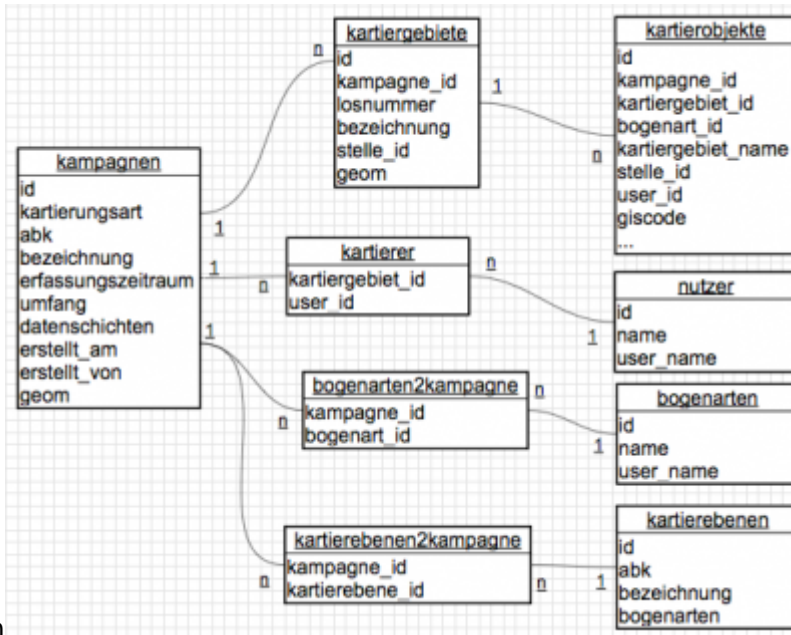 kampagnen
id
kartierungsart
abk
bezeichnung
erfassungszeitraum
umfang
datenschichten
erstellt_am
erstellt_von
geom
1
1
1
n
kartiergebiete
id
kampagne_id
losnummer
bezeichnung
stelle_id
geom
1
n
kartierobjekte
id
kampagne_id
kartiergebiet_id
bogenart_id
kartiergebiet_name
stelle_id
user_id
giscode
...
n
kartierer
kartiergebiet_id
user_id
n
1
nutzer
id
name
user_name
n
bogenarten2kampagne
kampagne_id
bogenart_id
n
1
bogenarten
id
name
user_name
n
kartierebenen2kampagne
kampagne_id
kartierebene_id
n
1
kartierebenen
id
abk
bezeichnung
bogenarten